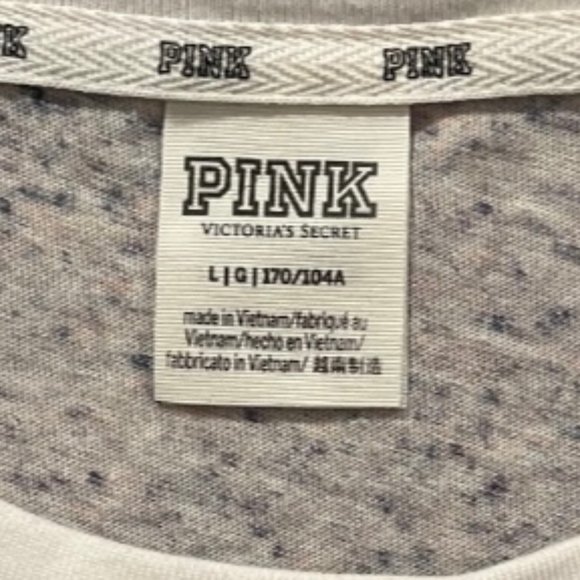 PINK PINK
PINK
VICTORIA'S SECRET
L | G | 170/104A
made in Vietnam/fabriqué au
Vietnam/hecho en Vietnam/
fabbricato in Vietnam/ 越南制造